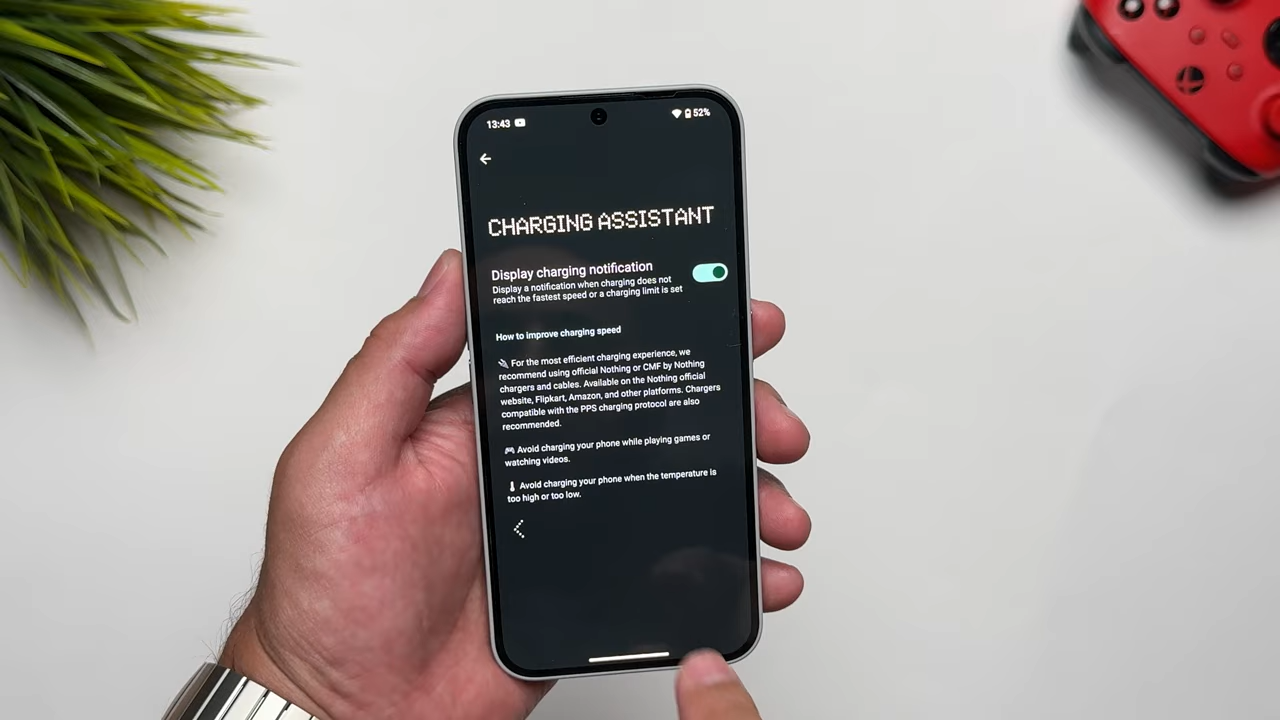 13:43 52%
CHARGING ASSISTANT
Display charging notification
Display a notification when charging does not
reach the fastest speed or a charging limit is set
How to improve charging speed
For the most efficient charging experience, we
recommend using official Nothing or CMF by Nothing
chargers and cables. Available on the Nothing official
website, Flipkart, Amazon, and other platforms. Chargers
compatible with the PPS charging protocol are also
recommended.
Avoid charging your phone while playing games or
watching videos.
Avoid charging your phone when the temperature is
too high or too low.